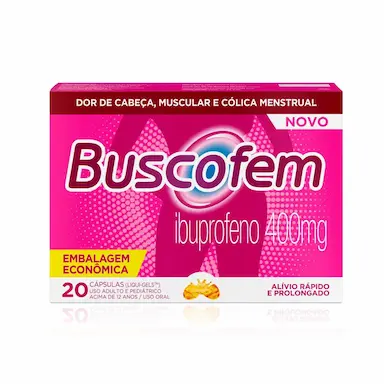 DOR DE CABEÇA, MUSCULAR E CÓLICA MENSTRUAL
NOVO
Buscofem
ibuprofeno 400mg
EMBALAGEM
ECONÔMICA
20 CÁPSULAS (LIQUI-GELS™)
USO ADULTO E PEDIÁTRICO
ACIMA DE 12 ANOS / USO ORAL
ALÍVIO RÁPIDO
E PROLONGADO